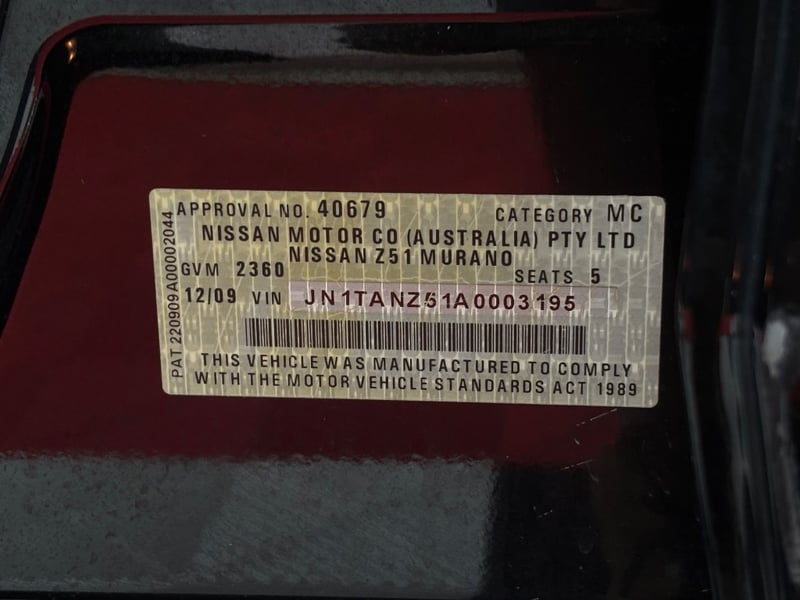 APPROVAL NO. 40679 CATEGORY MC
NISSAN MOTOR CO (AUSTRALIA) PTY LTD
NISSAN Z51 MURANO
GVM 2360 SEATS 5
12/09 VIN JN1TANZ51A0003195
THIS VEHICLE WAS MANUFACTURED TO COMPLY
WITH THE MOTOR VEHICLE STANDARDS ACT 1989
PAT 220909A00002044